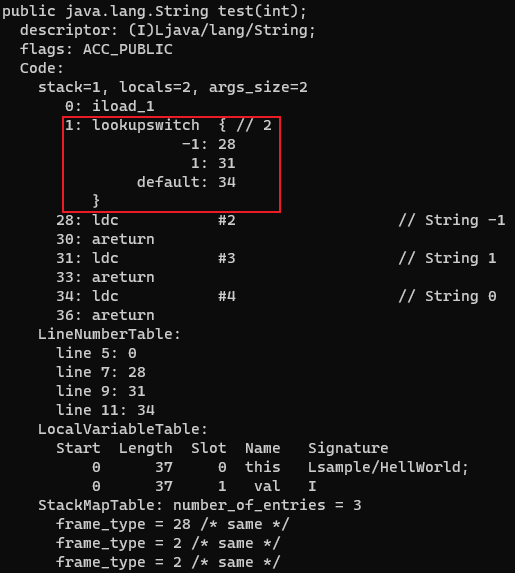 public java.lang.String test(int);
  descriptor: (I)Ljava/lang/String;
  flags: ACC_PUBLIC
  Code:
    stack=1, locals=2, args_size=2
       0: iload_1
       1: lookupswitch  { // 2
                    -1: 28
                     1: 31
               default: 34
          }
      28: ldc           #2                  // String -1
      30: areturn
      31: ldc           #3                  // String 1
      33: areturn
      34: ldc           #4                  // String 0
      36: areturn
    LineNumberTable:
      line 5: 0
      line 7: 28
      line 9: 31
      line 11: 34
    LocalVariableTable:
      Start  Length  Slot  Name   Signature
          0      37     0  this   Lsample/HellWorld;
          0      37     1   val   I
    StackMapTable: number_of_entries = 3
      frame_type = 28 /* same */
      frame_type = 2 /* same */
      frame_type = 2 /* same */